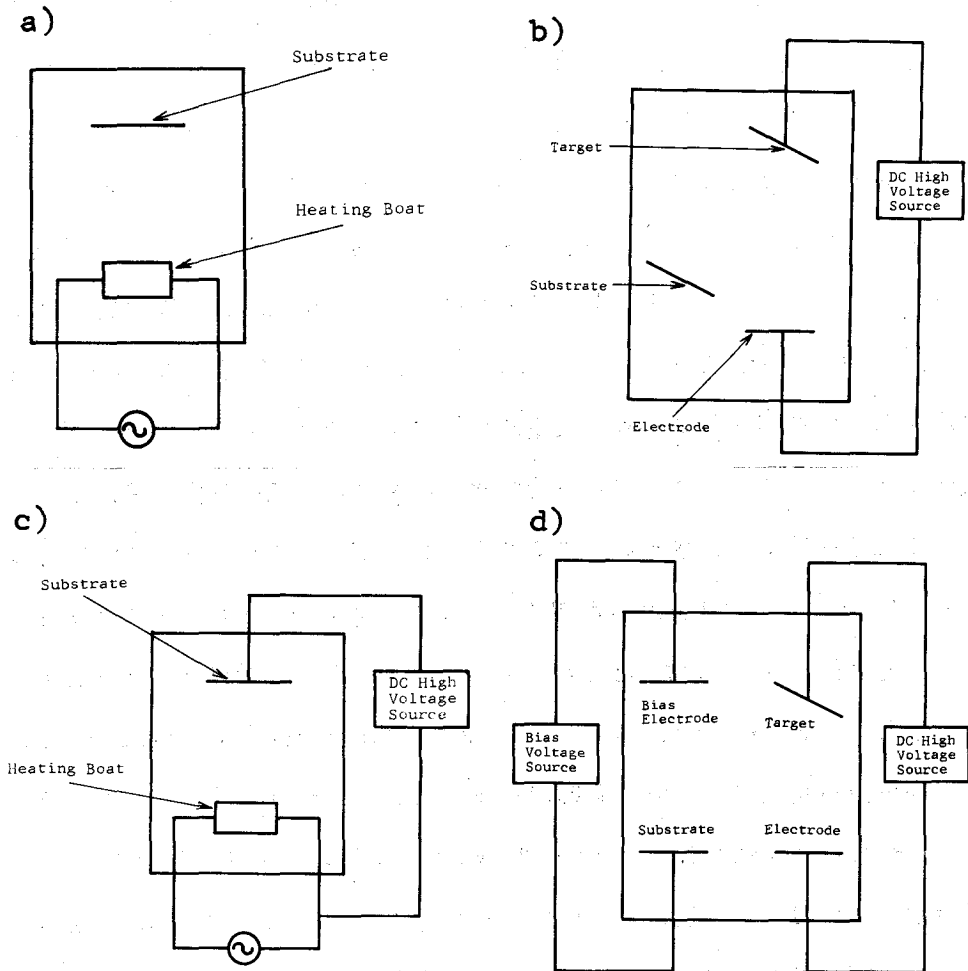 a)
Substrate
Heating Boat
b)
Target
DC High
Voltage
Source
Substrate
Electrode
c)
Substrate
DC High
Voltage
Source
Heating Boat
d)
Bias
Electrode
Target
Bias
Voltage
Source
DC High
Voltage
Source
Substrate
Electrode